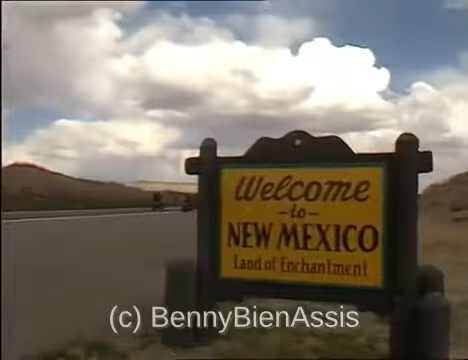 Welcome
-to-
NEW MEXICO
Land of Enchantment
(c) BennyBienAssis